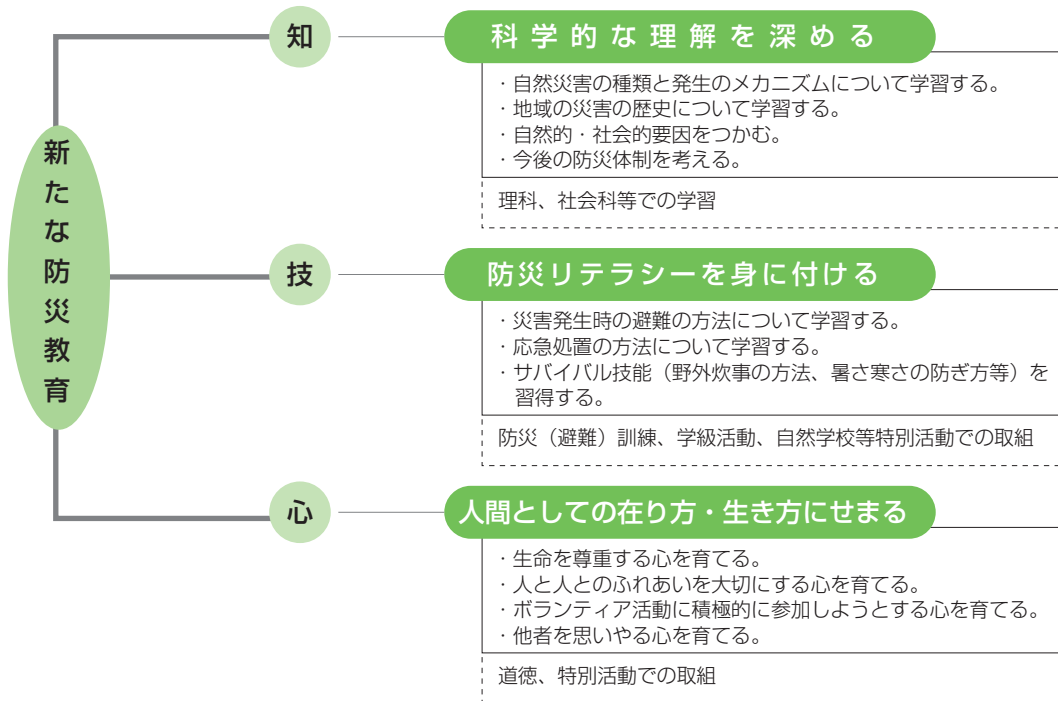 新たな防災教育
知
科学的な理解を深める
・自然災害の種類と発生のメカニズムについて学習する。
・地域の災害の歴史について学習する。
・自然的・社会的要因をつかむ。
・今後の防災体制を考える。
理科、社会科等での学習
技
防災リテラシーを身に付ける
・災害発生時の避難の方法について学習する。
・応急処置の方法について学習する。
・サバイバル技能（野外炊事の方法、暑さ寒さの防ぎ方等）を
習得する。
防災（避難）訓練、学級活動、自然学校等特別活動での取組
心
人間としての在り方・生き方にせまる
・生命を尊重する心を育てる。
・人と人とのふれあいを大切にする心を育てる。
・ボランティア活動に積極的に参加しようとする心を育てる。
・他者を思いやる心を育てる。
道徳、特別活動での取組